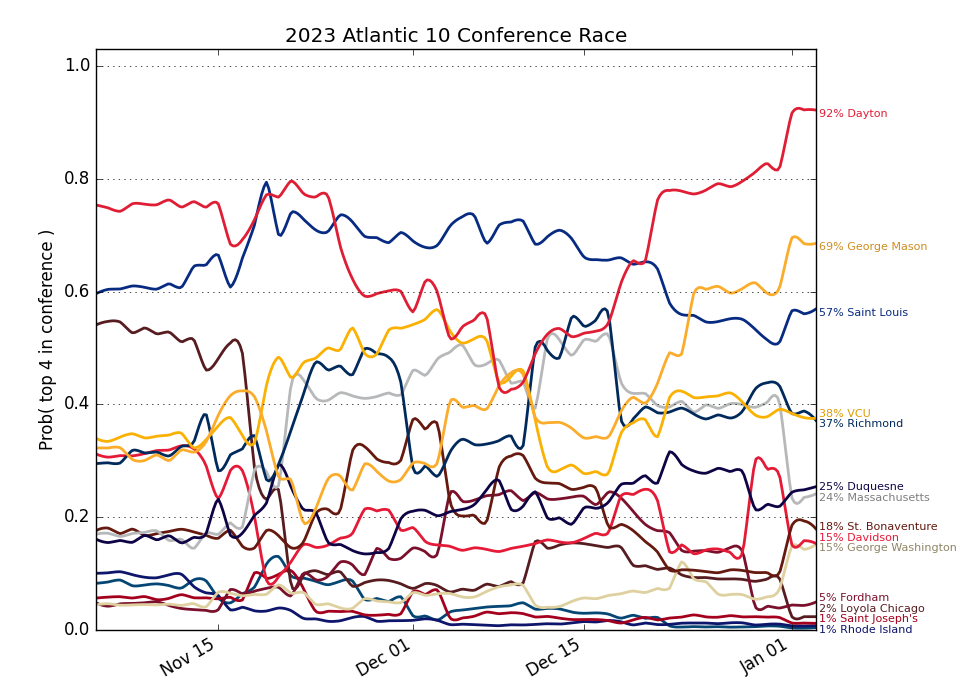 2023 Atlantic 10 Conference Race
Prob( top 4 in conference )
1.0
0.8
0.6
0.4
0.2
0.0
Nov 15
Dec 01
Dec 15
Jan 01
92% Dayton
69% George Mason
57% Saint Louis
38% VCU
37% Richmond
25% Duquesne
24% Massachusetts
18% St. Bonaventure
15% Davidson
15% George Washington
5% Fordham
2% Loyola Chicago
1% Saint Joseph's
1% Rhode Island